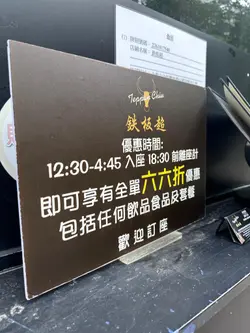 Teppan Chiu
鉄板超
優惠時間:
12:30-4:45 入座 18:30 前離座計
即可享有全單六六折優惠
包括任何飲品食品及套餐
歡迎訂座